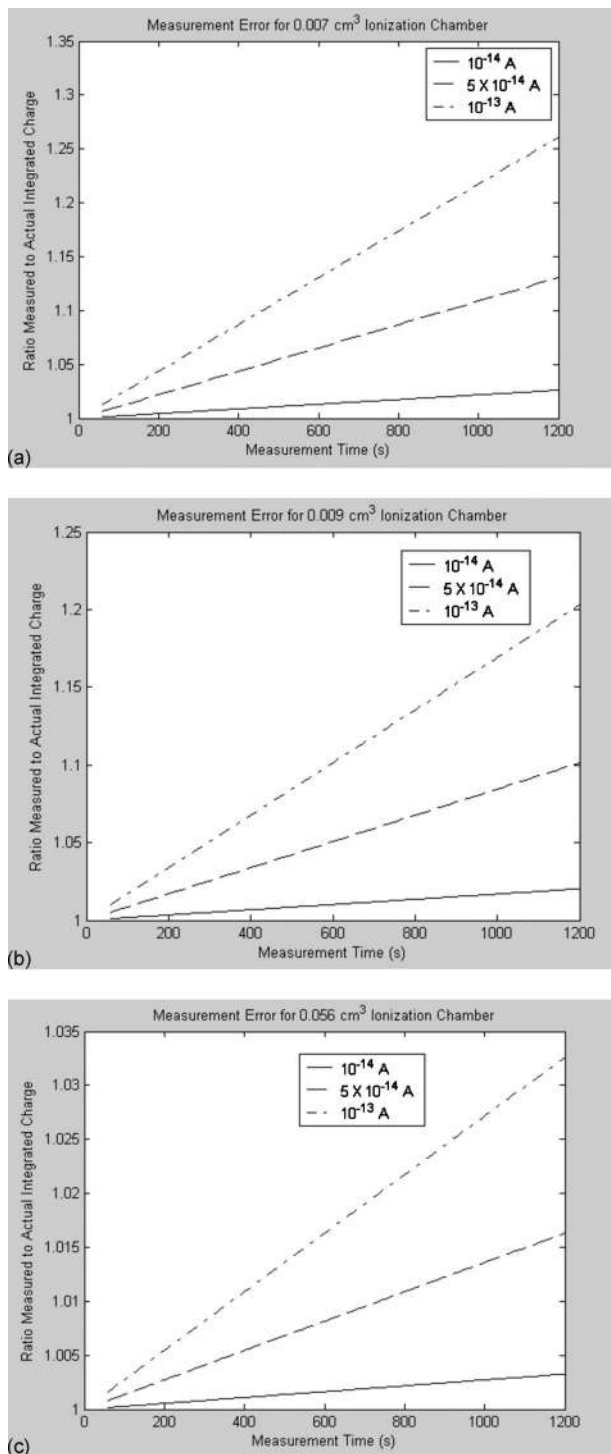 Measurement Error for 0.007 cm³ Ionization Chamber
1.35
1.3
1.25
1.2
1.15
1.1
1.05
1
Ratio Measured to Actual Integrated Charge
10⁻¹⁴ A
5 X 10⁻¹⁴ A
10⁻¹³ A
0 200 400 600 800 1000 1200
Measurement Time (s)
(a)
Measurement Error for 0.009 cm³ Ionization Chamber
1.25
1.2
1.15
1.1
1.05
1
Ratio Measured to Actual Integrated Charge
10⁻¹⁴ A
5 X 10⁻¹⁴ A
10⁻¹³ A
0 200 400 600 800 1000 1200
Measurement Time (s)
(b)
Measurement Error for 0.056 cm³ Ionization Chamber
1.035
1.03
1.025
1.02
1.015
1.01
1.005
1
Ratio Measured to Actual Integrated Charge
10⁻¹⁴ A
5 X 10⁻¹⁴ A
10⁻¹³ A
0 200 400 600 800 1000 1200
Measurement Time (s)
(c)